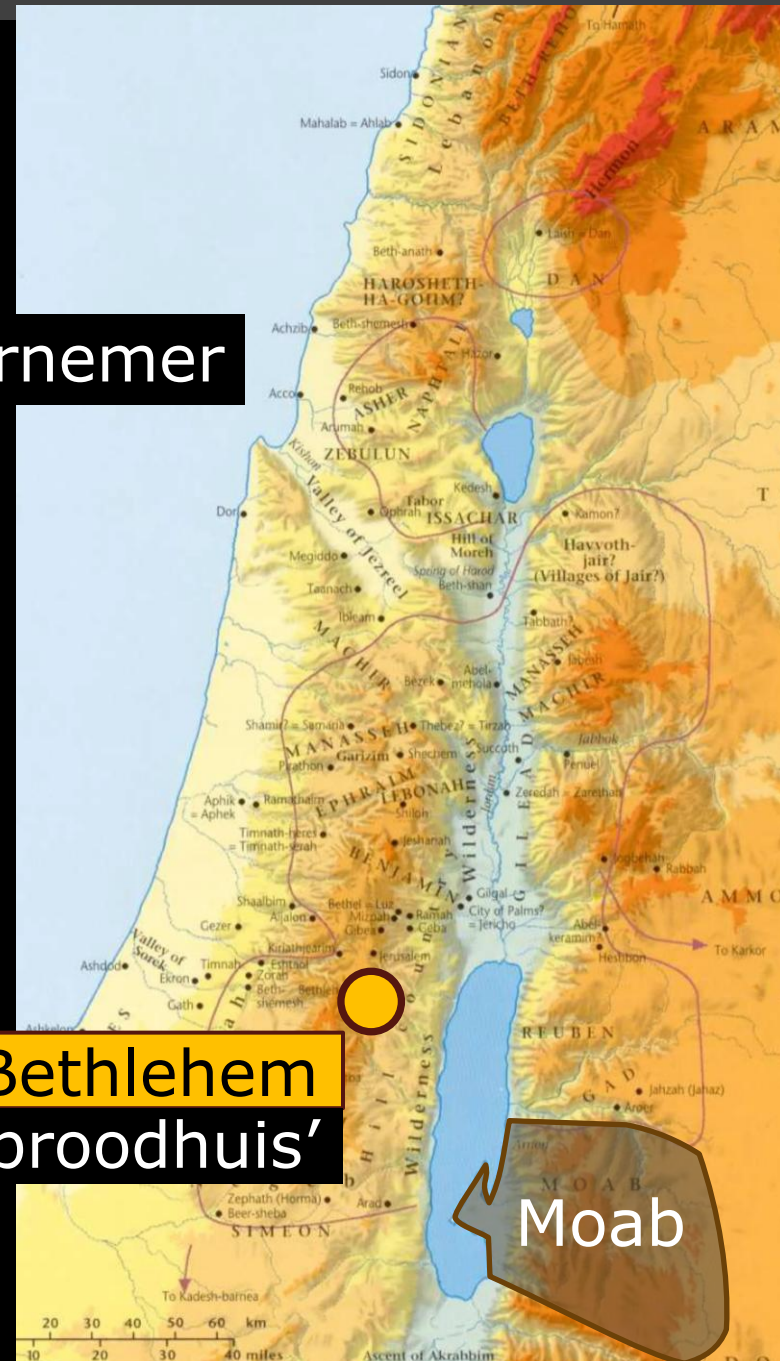 To Hamath
Sidon
SIDONIANS
Lebanon
Mahalab = Ahlab
ARAM
Hermon
Laish = Dan
Beth-anath
DAN
HAROSHETH-
HA-GOIIM?
Achzib
Beth-shemesh
rnemer
Hazor
NAPHTALI
Acco
Rehob
ASHER
Arumah
ZEBULUN
Kishon
Kedesh
Tabor
Ophrah
ISSACHAR
Dor
Kamon?
T
Valley of Jezreel
Hill of
Moreh
Havvoth-
jair?
(Villages of Jair?)
Megiddo
Spring of Harod
Beth-shan
Taanach
Ibleam
Tabbath?
MACHIR
MANASSEH
Jabesh
Bezek
Abel-
mehola
MACHIR
Shamir? = Samaria
Thebez? = Tirzah
MANASSEH
Garizim
Shechem
Succoth
Jabbok
Pirathon
Penuel
EPHRAIM
LEBONAH
Jordan
Zeredah = Zarethan
Aphik
= Aphek
Ramathaim
Shiloh
GILEAD
Timnath-heres
= Timnath-serah
Jeshanah
Wilderness
BENJAMIN
Jogbehah
Rabbah
Gilgal
AMMO
Shaalbim
Bethel = Luz
City of Palms?
= Jericho
Aijalon
Mizpah
Ramah
Gibea
Geba
Gezer
Abel-
keramim?
To Karkor
Kiriathjearim
Jerusalem
Heshbon
Valley of
Sorek
Ashdod
Timnah
Eshtaol
Ekron
Zorah
Beth-
shemesh
Bethleh
Gath
Hill Country
Ashkelon
REUBEN
Wilderness
Bethlehem
GAD
Jahzah (Jahaz)
Aroer
broodhuis’
Arnon
MOAB
Moab
Zephath (Horma)
Arad
Beer-sheba
SIMEON
To Kadesh-barnea
20 30 40 50 60 km
10 20 30 40 miles
Ascent of Akrabbim